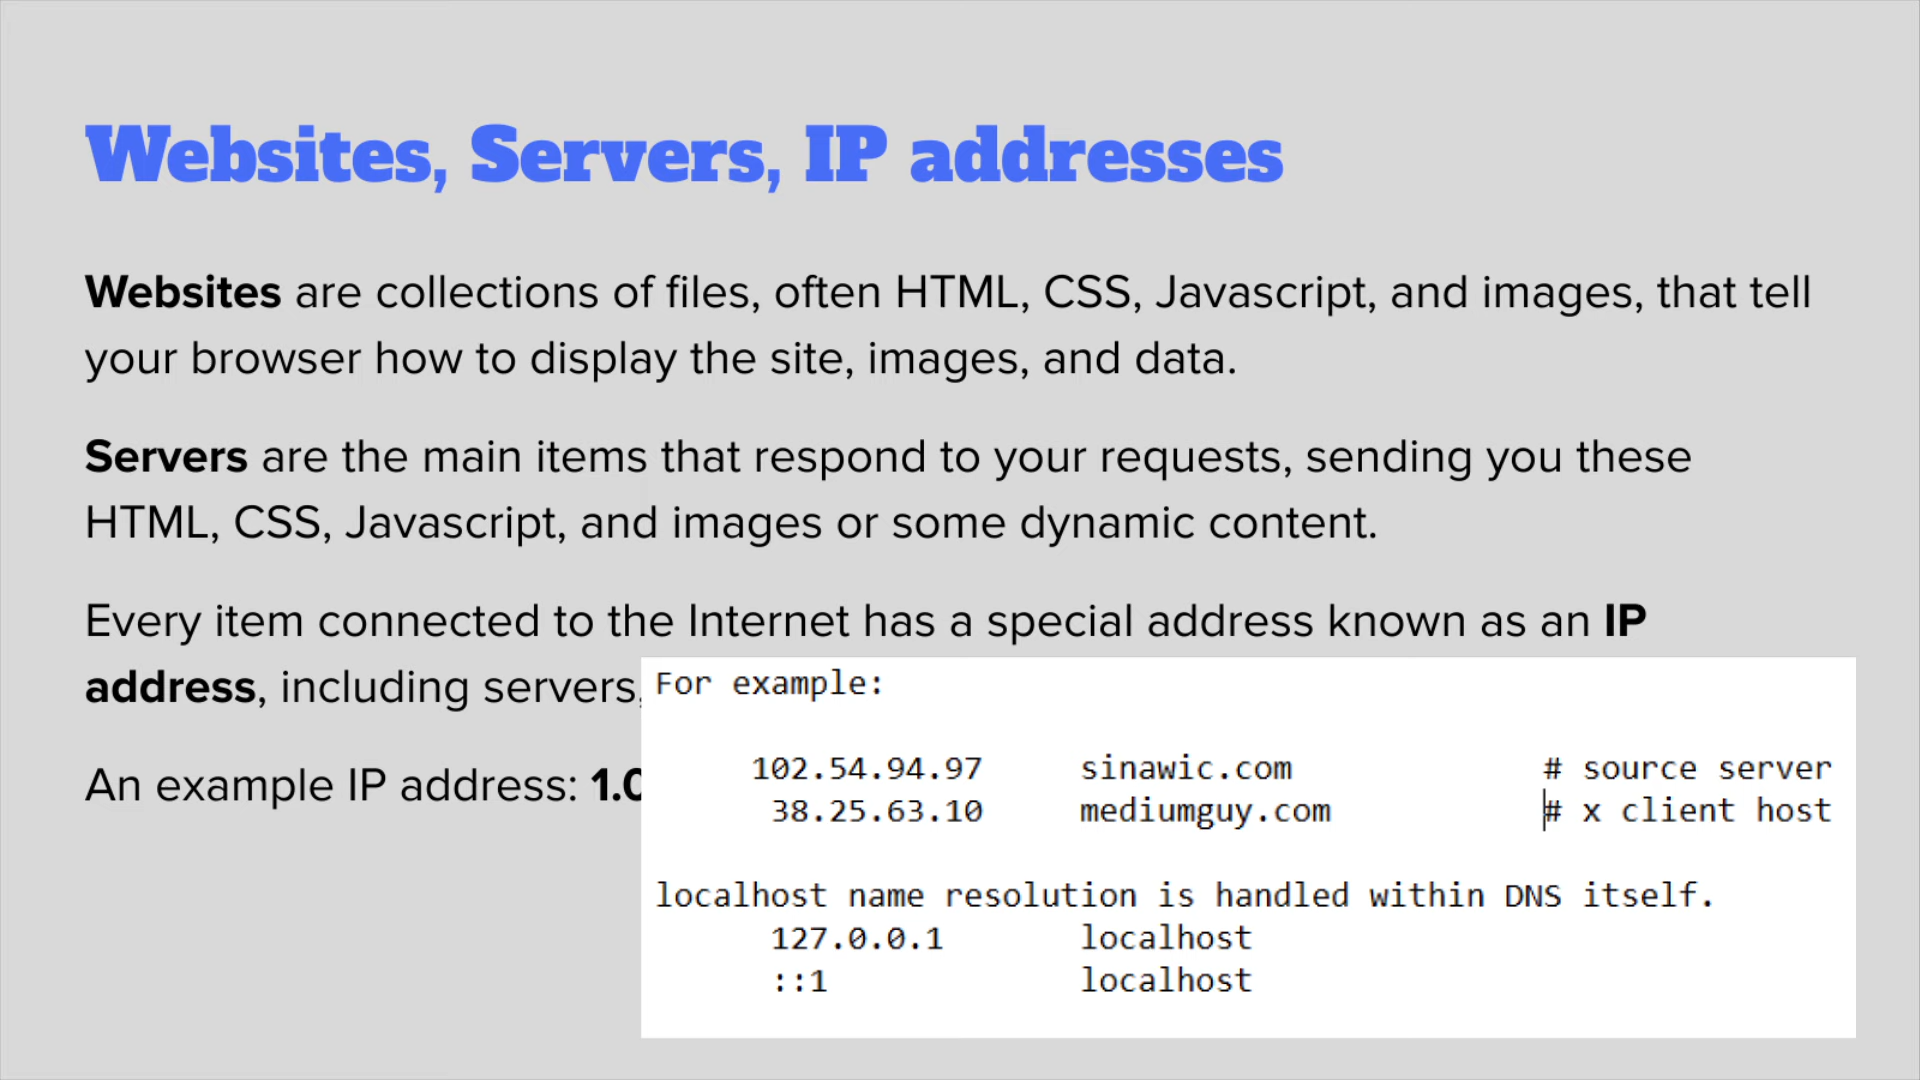 Websites, Servers, IP addresses
Websites are collections of files, often HTML, CSS, Javascript, and images, that tell
your browser how to display the site, images, and data.
Servers are the main items that respond to your requests, sending you these
HTML, CSS, Javascript, and images or some dynamic content.
Every item connected to the Internet has a special address known as an IP
address, including servers,
An example IP address: 1.0
For example:
102.54.94.97 sinawic.com # source server
38.25.63.10 mediumguy.com # x client host
localhost name resolution is handled within DNS itself.
127.0.0.1 localhost
::1 localhost